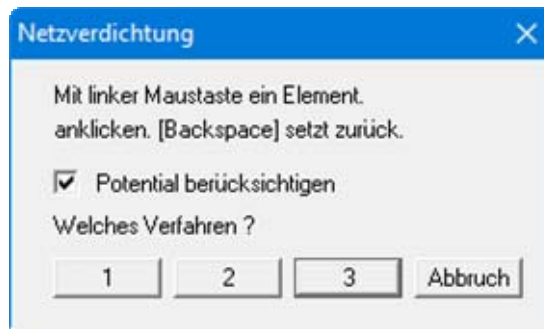 Netzverdichtung
Mit linker Maustaste ein Element.
anklicken. [Backspace] setzt zurück.
Potential berücksichtigen
Welches Verfahren ?
1 2 3 Abbruch